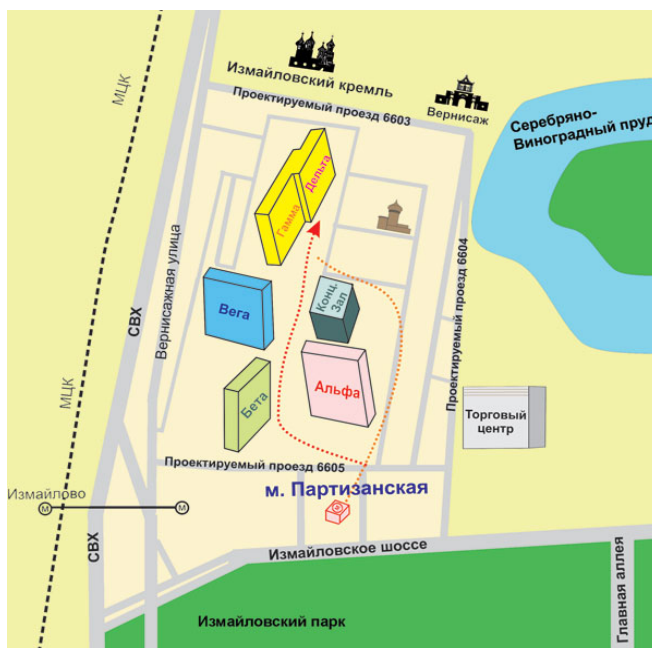 МЦК
Измайловский кремль
Проектируемый проезд 6603
Вернисаж
Серебряно-
Виноградный пруд
Дельта
Гамма
Вернисажная улица
СВХ
Вега
Конц.
Зал
Проектируемый проезд 6604
МЦК
Бета
Альфа
Торговый
центр
Проектируемый проезд 6605
м. Партизанская
Измайлово
М
М
СВХ
Измайловское шоссе
Главная аллея
Измайловский парк